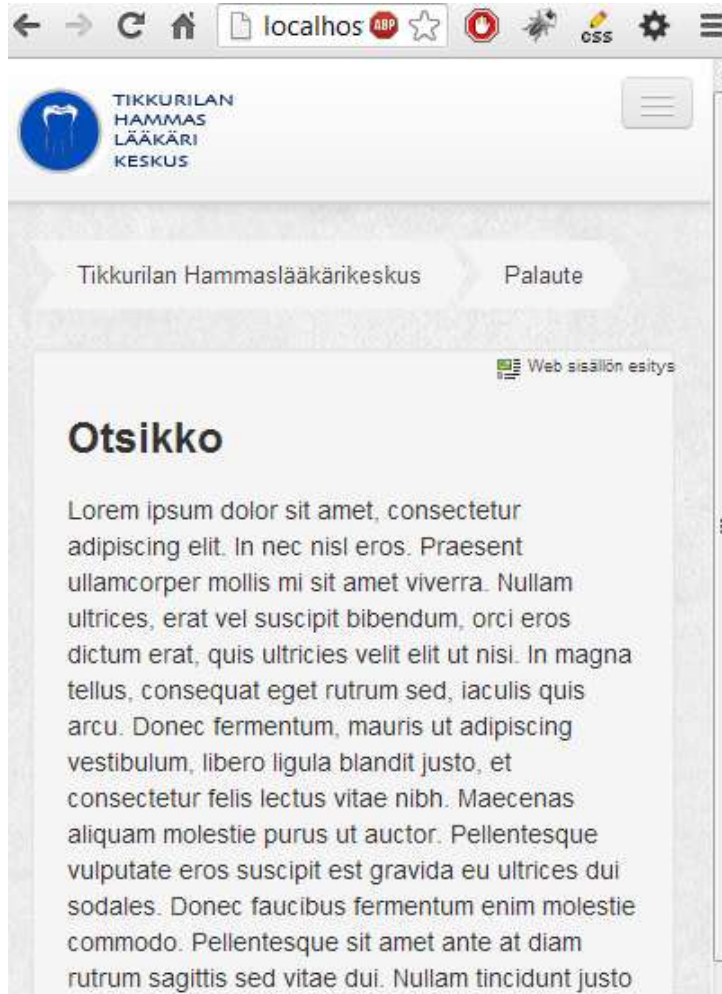 localhos ABP
css
TIKKURILAN
HAMMAS
LÄÄKÄRI
KESKUS
Tikkurilan Hammaslääkärikeskus Palaute
Web sisällön esitys
Otsikko
Lorem ipsum dolor sit amet, consectetur
adipiscing elit. In nec nisl eros. Praesent
ullamcorper mollis mi sit amet viverra. Nullam
ultrices, erat vel suscipit bibendum, orci eros
dictum erat, quis ultricies velit elit ut nisi. In magna
tellus, consequat eget rutrum sed, iaculis quis
arcu. Donec fermentum, mauris ut adipiscing
vestibulum, libero ligula blandit justo, et
consectetur felis lectus vitae nibh. Maecenas
aliquam molestie purus ut auctor. Pellentesque
vulputate eros suscipit est gravida eu ultrices dui
sodales. Donec faucibus fermentum enim molestie
commodo. Pellentesque sit amet ante at diam
rutrum sagittis sed vitae dui. Nullam tincidunt justo